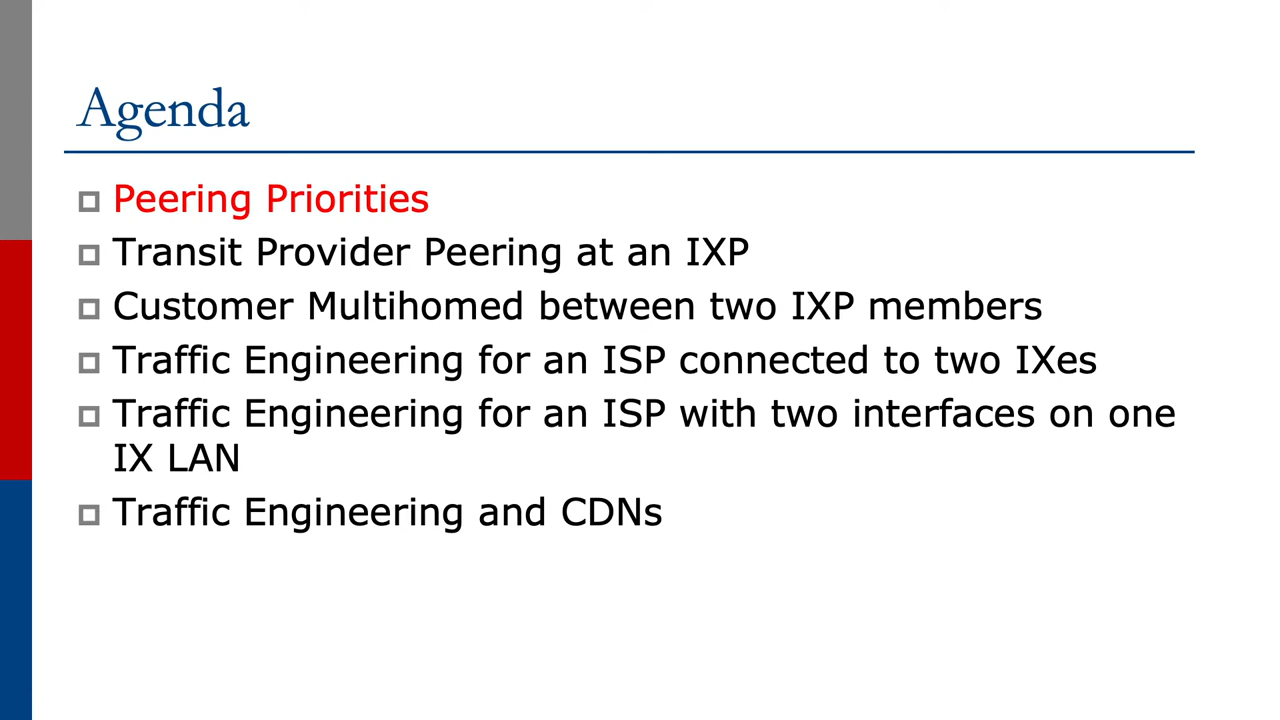 Agenda
Peering Priorities
Transit Provider Peering at an IXP
Customer Multihomed between two IXP members
Traffic Engineering for an ISP connected to two IXes
Traffic Engineering for an ISP with two interfaces on one
IX LAN
Traffic Engineering and CDNs